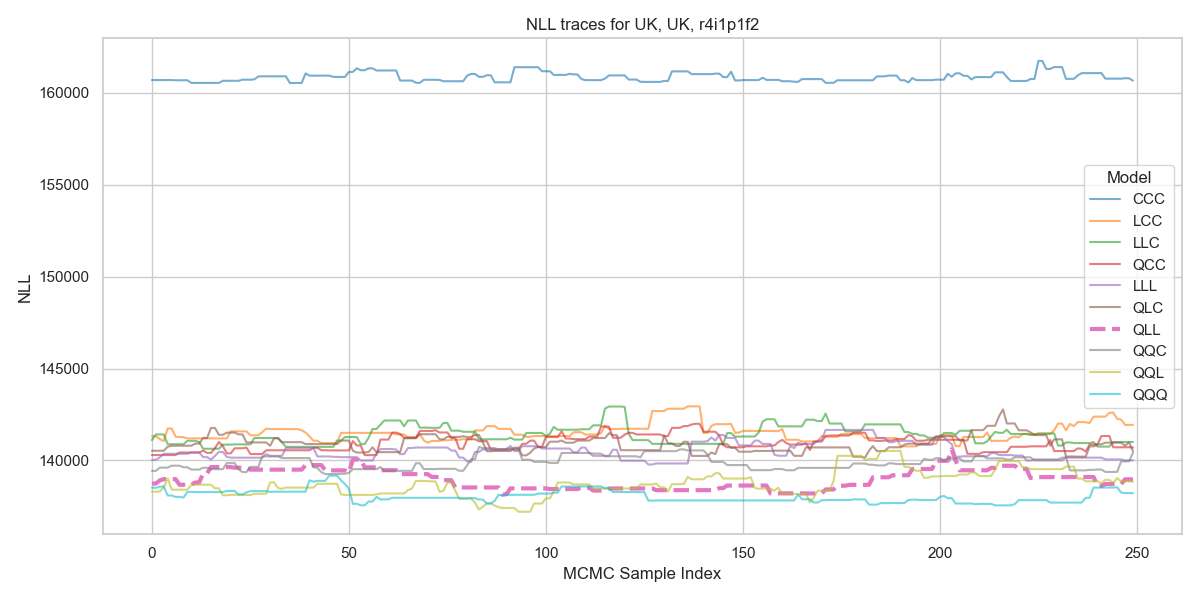 NLL traces for UK, UK, r4i1p1f2
NLL
160000
155000
150000
145000
140000
0 50 100 150 200 250
MCMC Sample Index
Model
CCC
LCC
LLC
QCC
LLL
QLC
QLL
QQC
QQL
QQQ